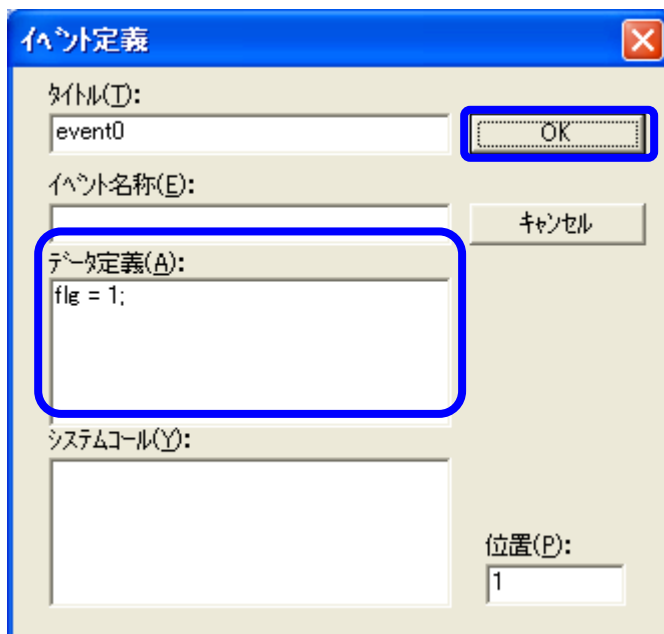 イベント定義
タイトル(T):
event0
OK
イベント名称(E):
キャンセル
データ定義(A):
flg = 1;
システムコール(Y):
位置(P):
1